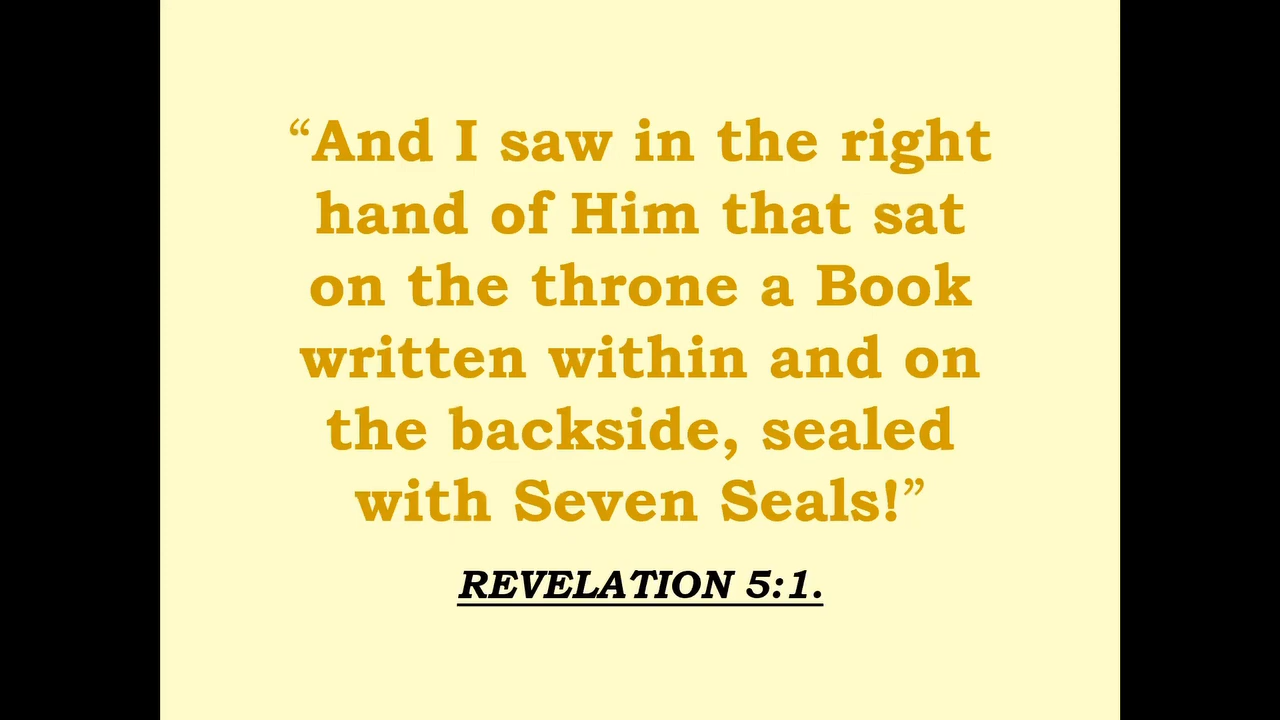 “And I saw in the right
hand of Him that sat
on the throne a Book
written within and on
the backside, sealed
with Seven Seals!”
REVELATION 5:1.